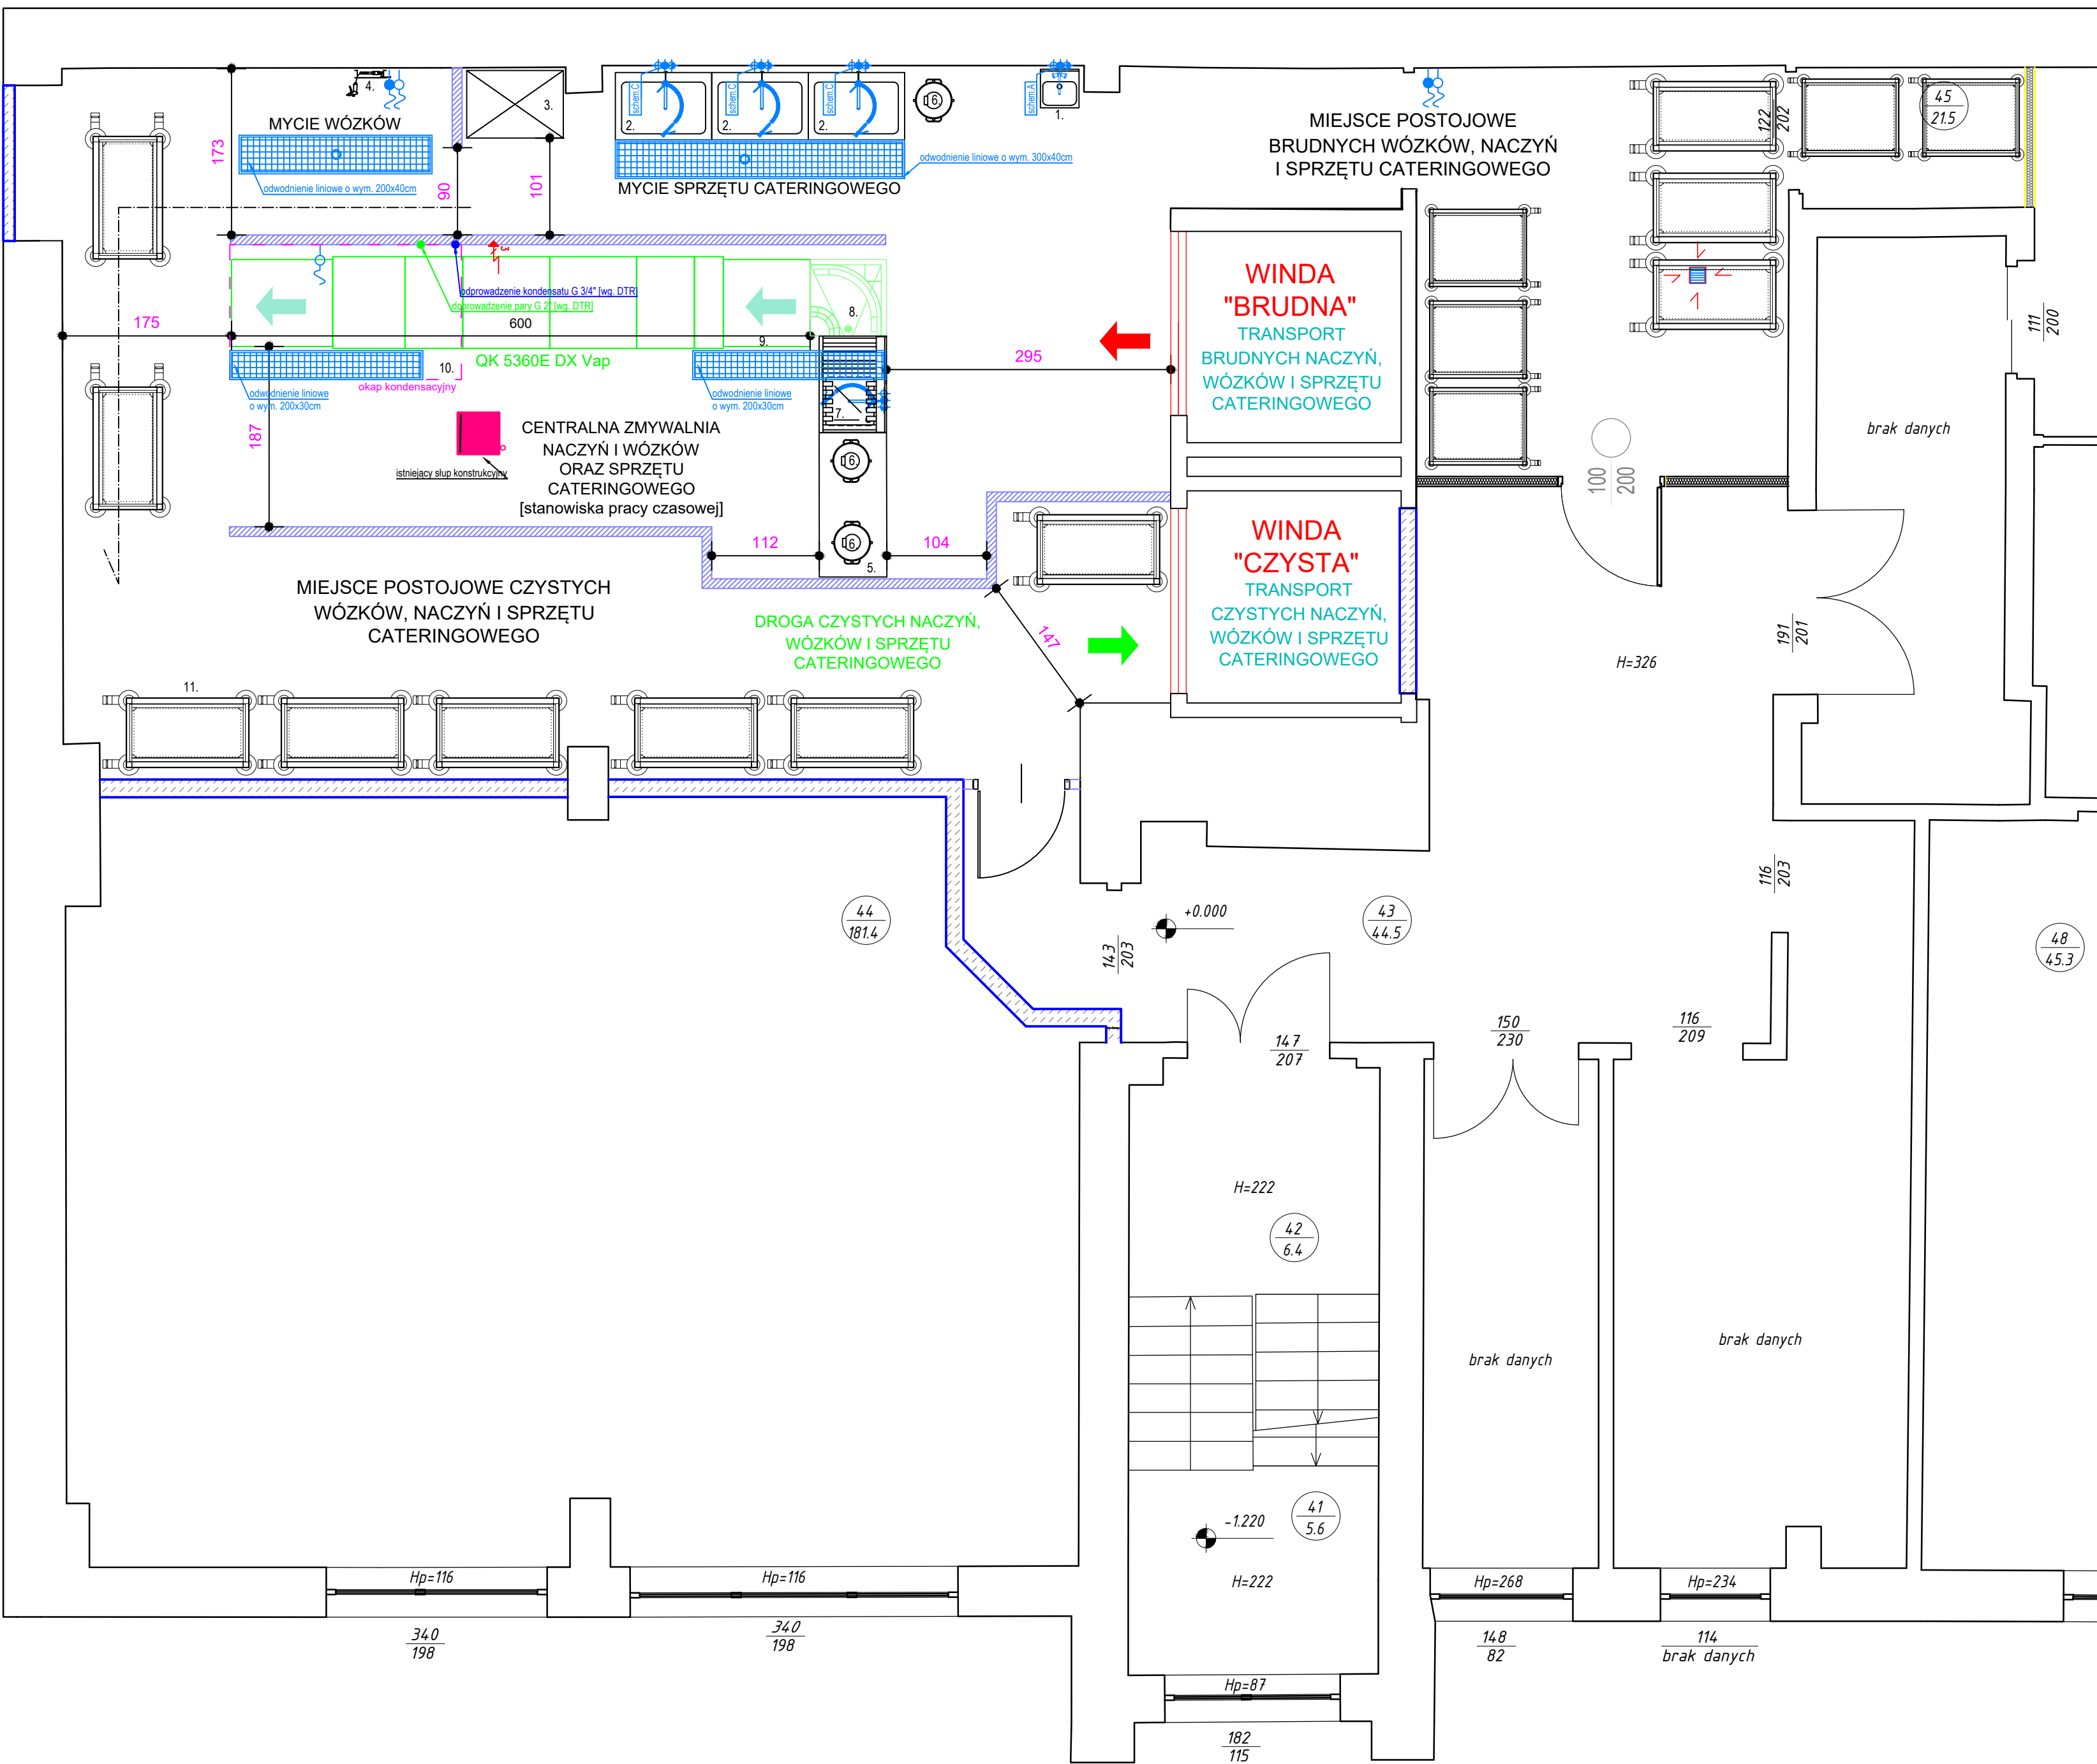 4.
3.
schem.C
schem.C
schem.C
schem.A
2.
2.
2.
6.
1.
MYCIE WÓZKÓW
odwodnienie liniowe o wym. 200x40cm
odwodnienie liniowe o wym. 300x40cm
MYCIE SPRZĘTU CATERINGOWEGO
173
90
101
MIEJSCE POSTOJOWE
BRUDNYCH WÓZKÓW, NACZYŃ
I SPRZĘTU CATERINGOWEGO
122
202
45
21.5
odprowadzenie kondensatu G 3/4" [wg. DTR]
doprowadzenie pary G 2" [wg. DTR]
3
175
600
8.
9.
QK 5360E DX Vap
10.
okap kondensacyjny
odwodnienie liniowe
o wym. 200x30cm
odwodnienie liniowe
o wym. 200x30cm
7.
295
WINDA
"BRUDNA"
TRANSPORT
BRUDNYCH NACZYŃ,
WÓZKÓW I SPRZĘTU
CATERINGOWEGO
111
200
brak danych
187
istniejący słup konstrukcyjny
CENTRALNA ZMYWALNIA
NACZYŃ I WÓZKÓW
ORAZ SPRZĘTU
CATERINGOWEGO
[stanowiska pracy czasowej]
6.
6.
5.
112
104
100
200
WINDA
"CZYSTA"
TRANSPORT
CZYSTYCH NACZYŃ,
WÓZKÓW I SPRZĘTU
CATERINGOWEGO
MIEJSCE POSTOJOWE CZYSTYCH
WÓZKÓW, NACZYŃ I SPRZĘTU
CATERINGOWEGO
DROGA CZYSTYCH NACZYŃ,
WÓZKÓW I SPRZĘTU
CATERINGOWEGO
147
191
201
H=326
11.
116
203
44
181.4
+0.000
43
44.5
143
203
48
45.3
147
207
150
230
116
209
H=222
42
6.4
brak danych
brak danych
41
5.6
-1.220
H=222
Hp=116
Hp=116
Hp=268
Hp=234
340
198
340
198
148
82
114
brak danych
Hp=87
182
115